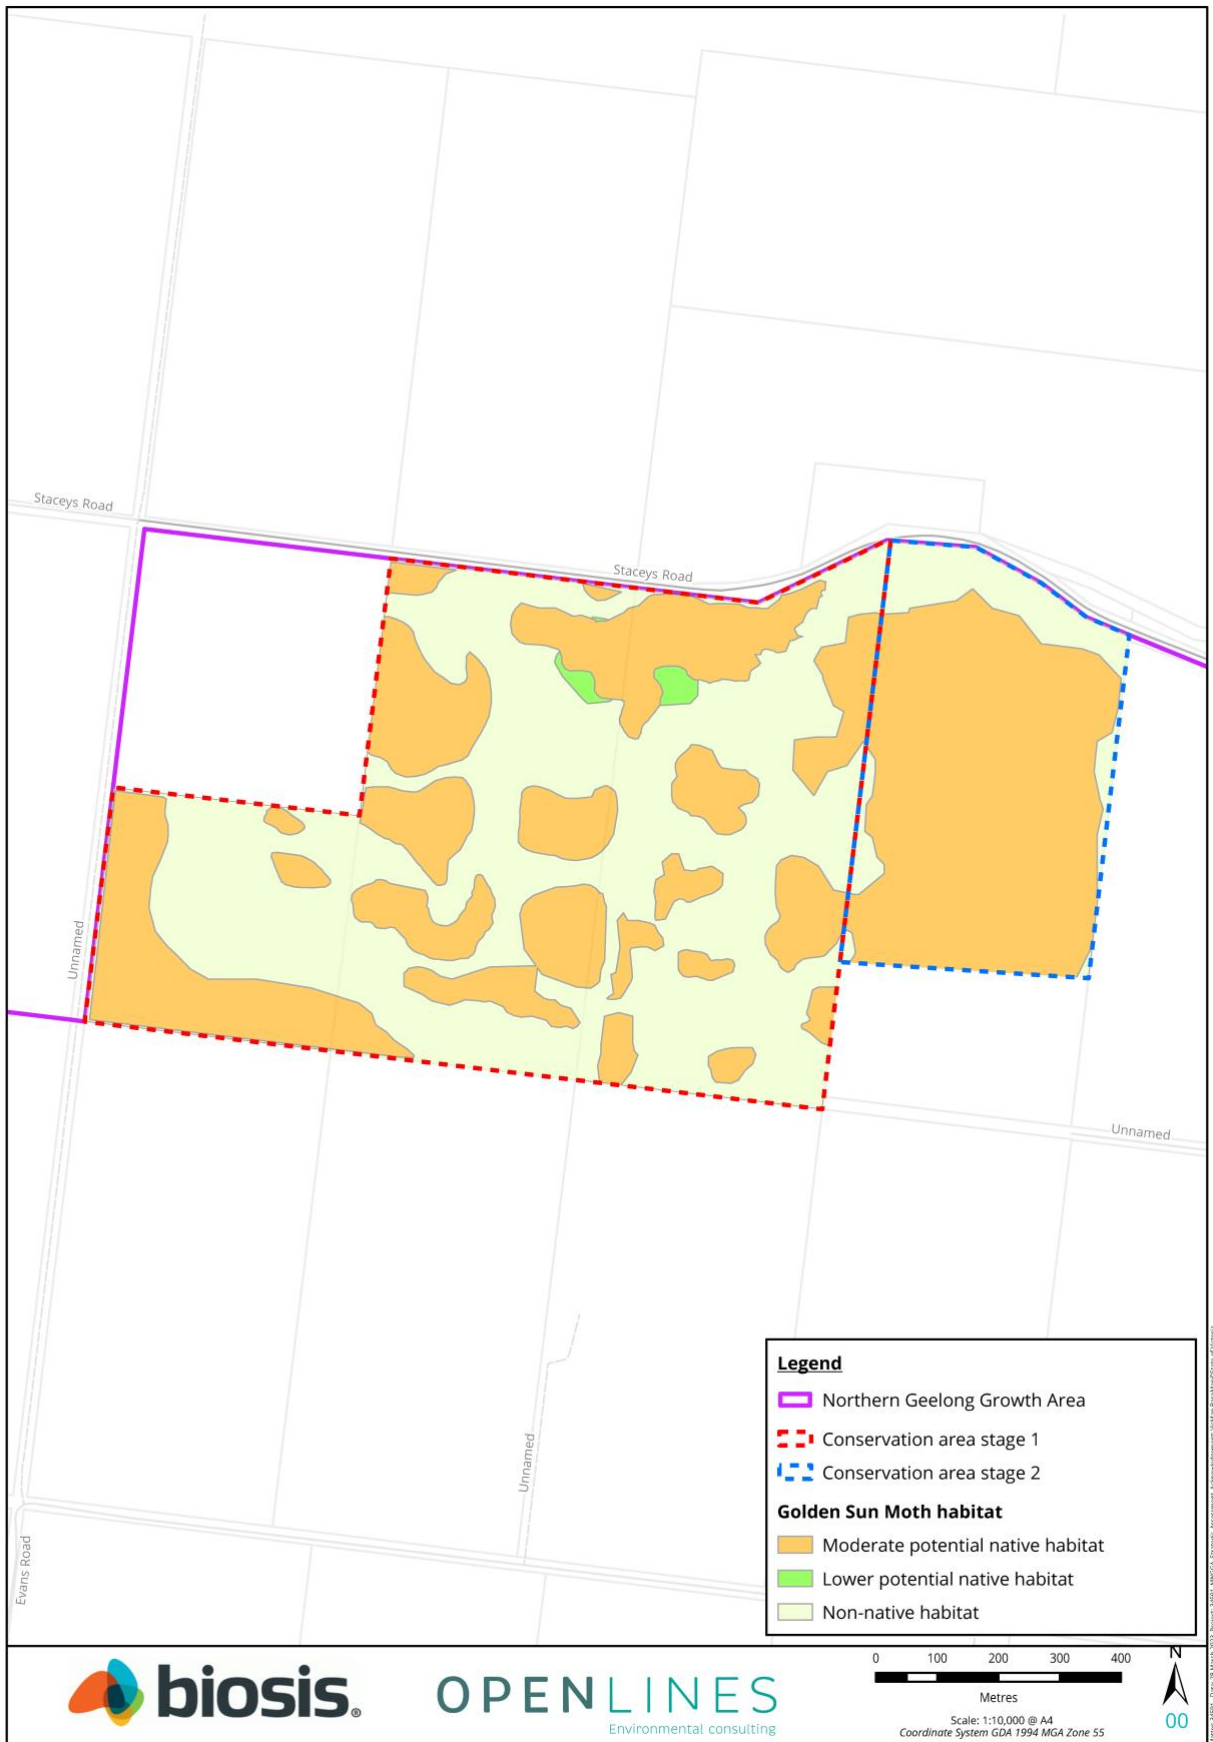 Staceys Road
Staceys Road
Unnamed
Unnamed
Unnamed
Evans Road
Legend
Northern Geelong Growth Area
Conservation area stage 1
Conservation area stage 2
Golden Sun Moth habitat
Moderate potential native habitat
Lower potential native habitat
Non-native habitat
biosis.
OPENLINES
Environmental consulting
0 100 200 300 400
Metres
Scale: 1:10,000 @ A4
Coordinate System GDA 1994 MGA Zone 55
N
00